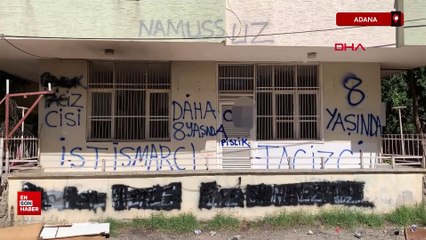 ADANA
DHA
NAMUSSUZ
TACİZ
CİSİ
DAHA
8 YAŞINDA
PİSLİK
8
YAŞINDA
İSTİSMARCI TACİZCİ
EN
SON
HABER